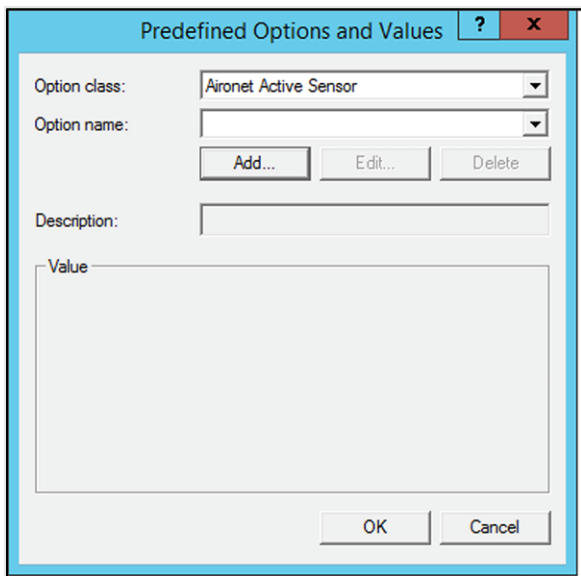 Predefined Options and Values ? x
Option class: Aironet Active Sensor
Option name:
Add... Edit... Delete
Description:
Value
OK Cancel